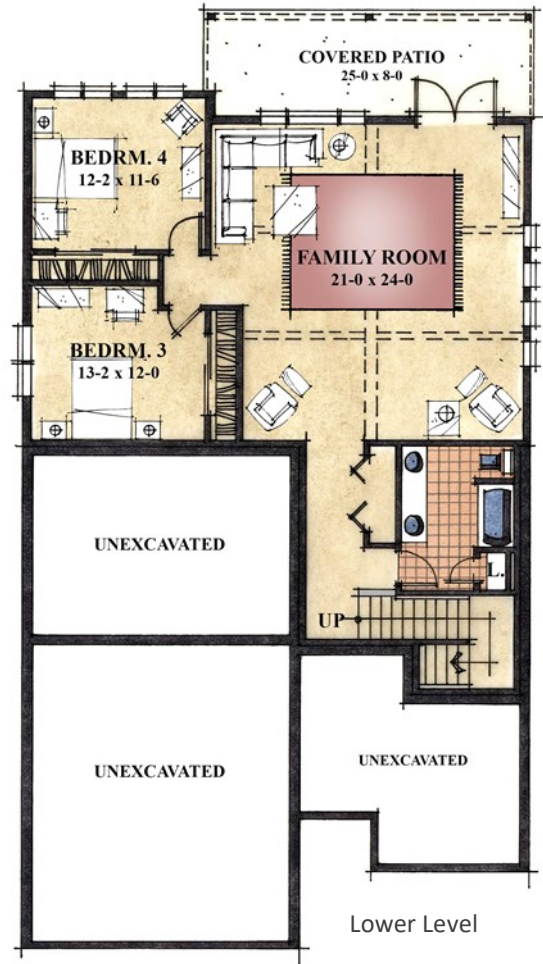 COVERED PATIO
25-0 x 8-0
BEDRM. 4
12-2 x 11-6
FAMILY ROOM
21-0 x 24-0
BEDRM. 3
13-2 x 12-0
UNEXCAVATED
L.
UP
UNEXCAVATED
UNEXCAVATED
Lower Level